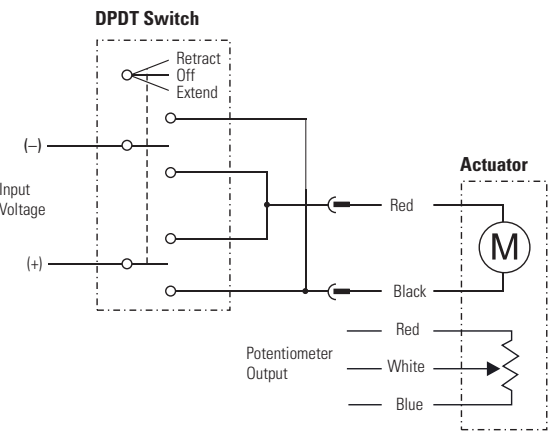 DPDT Switch
Retract
Off
Extend
(–)
Input
Voltage
(+)
Actuator
Red
M
Black
Red
Potentiometer
Output
White
Blue